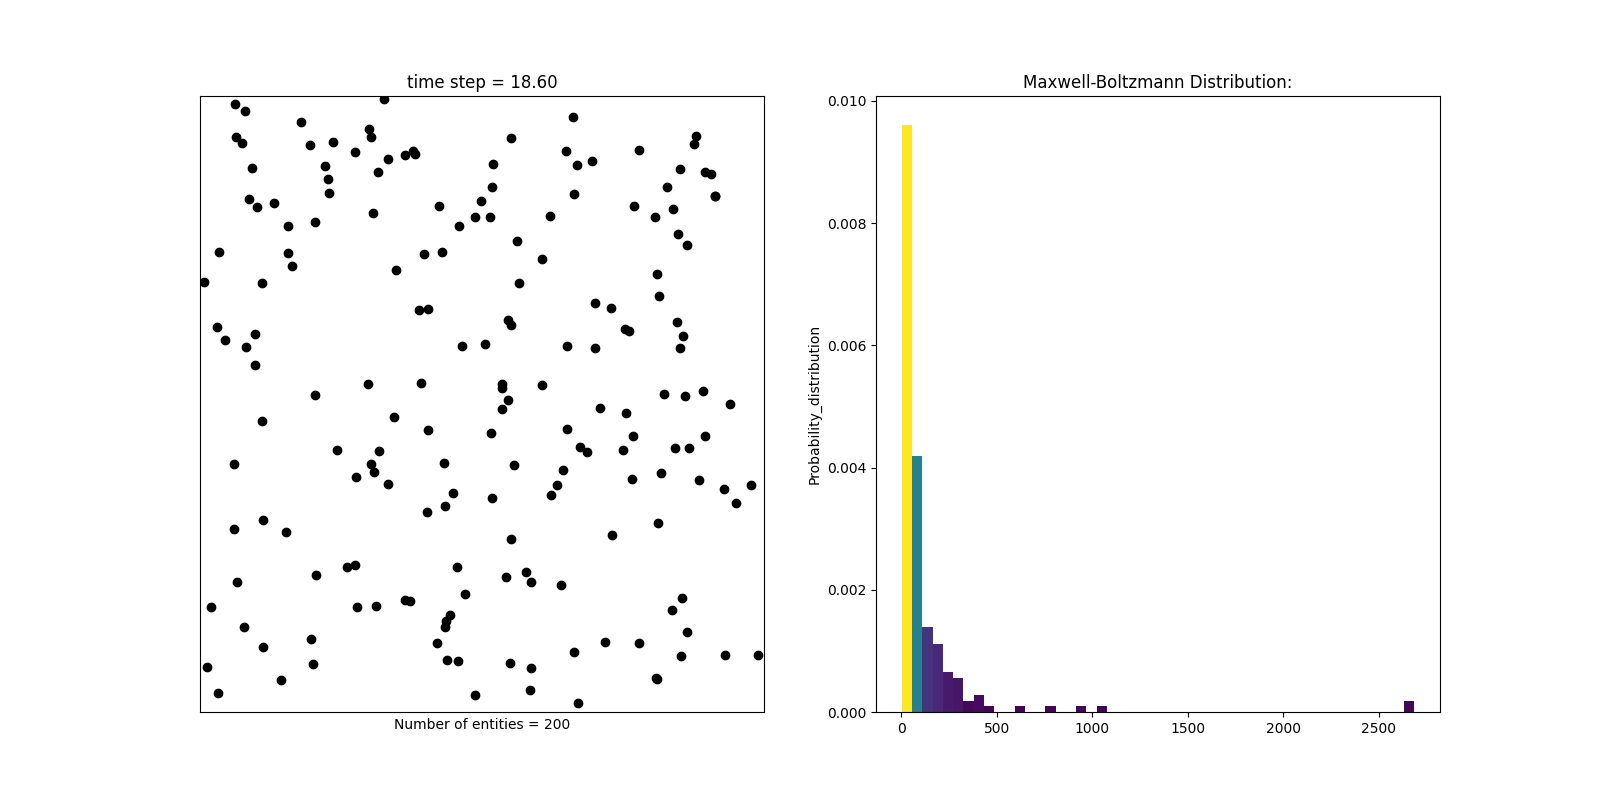 time step = 18.60
Number of entities = 200
Maxwell-Boltzmann Distribution:
Probability_distribution
0.010
0.008
0.006
0.004
0.002
0.000
0 500 1000 1500 2000 2500